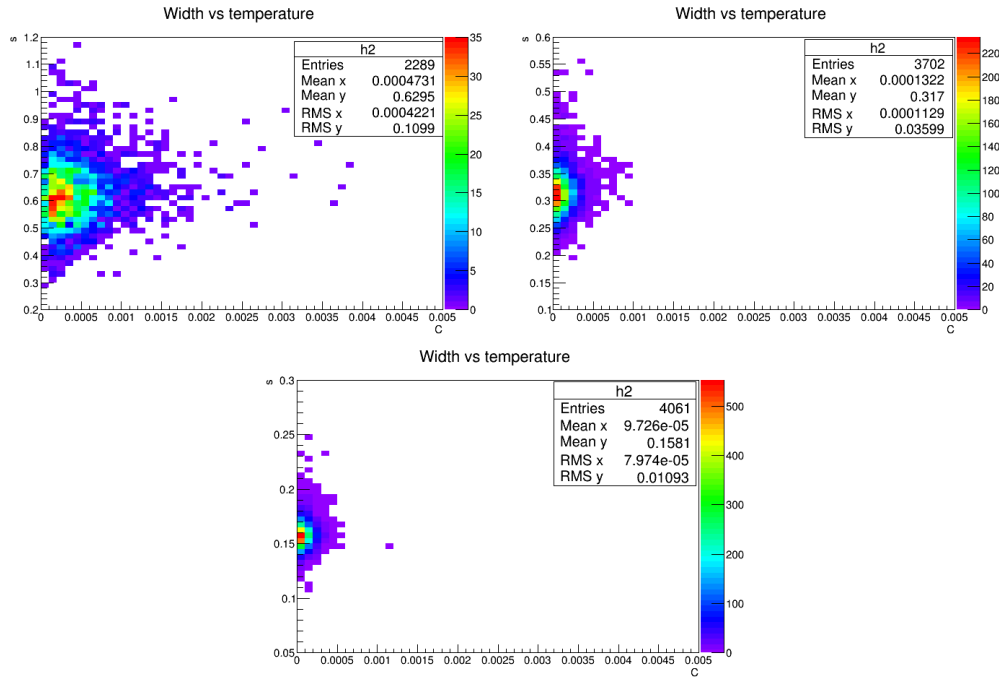 Width vs temperature
s
1.2
1.1
1
0.9
0.8
0.7
0.6
0.5
0.4
0.3
0.2
0 0.0005 0.001 0.0015 0.002 0.0025 0.003 0.0035 0.004 0.0045 0.005
C
h2
Entries 2289
Mean x 0.0004731
Mean y 0.6295
RMS x 0.0004221
RMS y 0.1099
35
30
25
20
15
10
5
0
Width vs temperature
s
0.6
0.55
0.5
0.45
0.4
0.35
0.3
0.25
0.2
0.15
0.1
0 0.0005 0.001 0.0015 0.002 0.0025 0.003 0.0035 0.004 0.0045 0.005
C
h2
Entries 3702
Mean x 0.0001322
Mean y 0.317
RMS x 0.0001129
RMS y 0.03599
220
200
180
160
140
120
100
80
60
40
20
0
Width vs temperature
s
0.3
0.25
0.2
0.15
0.1
0.05
0 0.0005 0.001 0.0015 0.002 0.0025 0.003 0.0035 0.004 0.0045 0.005
C
h2
Entries 4061
Mean x 9.726e-05
Mean y 0.1581
RMS x 7.974e-05
RMS y 0.01093
500
400
300
200
100
0